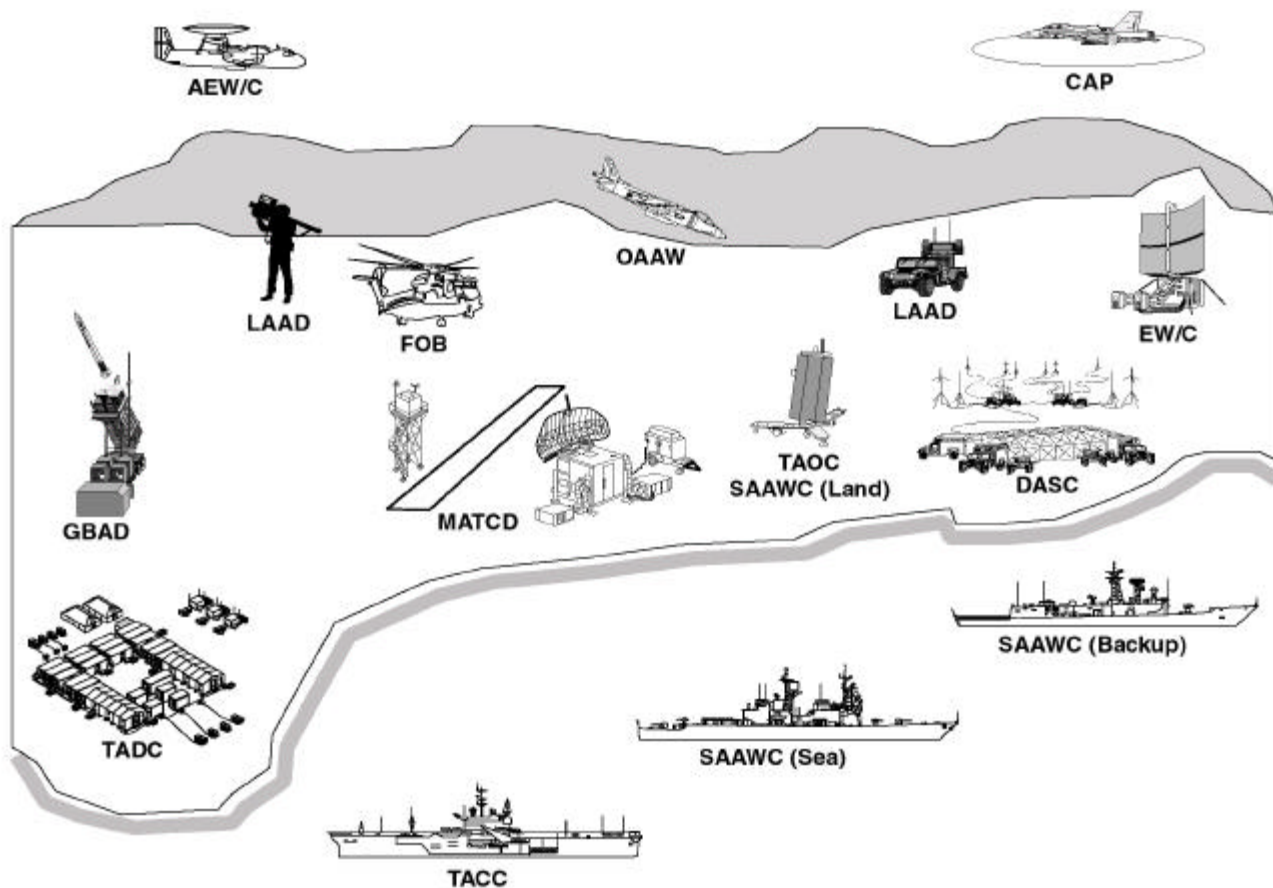 AEW/C
CAP
OAAW
LAAD
FOB
LAAD
EW/C
TAOC
SAAWC (Land)
DASC
GBAD
MATCD
SAAWC (Backup)
TADC
SAAWC (Sea)
TACC